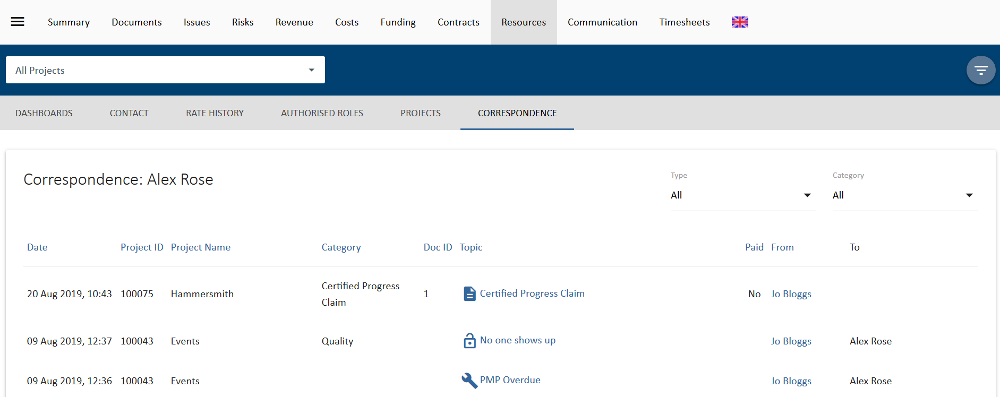 Summary Documents Issues Risks Revenue Costs Funding Contracts Resources Communication Timesheets
All Projects
DASHBOARDS CONTACT RATE HISTORY AUTHORISED ROLES PROJECTS CORRESPONDENCE
Correspondence: Alex Rose
Type Category
All All
Date Project ID Project Name Category Doc ID Topic Paid From To
20 Aug 2019, 10:43 100075 Hammersmith Certified Progress Claim 1 Certified Progress Claim No Jo Bloggs
09 Aug 2019, 12:37 100043 Events Quality No one shows up Jo Bloggs Alex Rose
09 Aug 2019, 12:36 100043 Events PMP Overdue Jo Bloggs Alex Rose